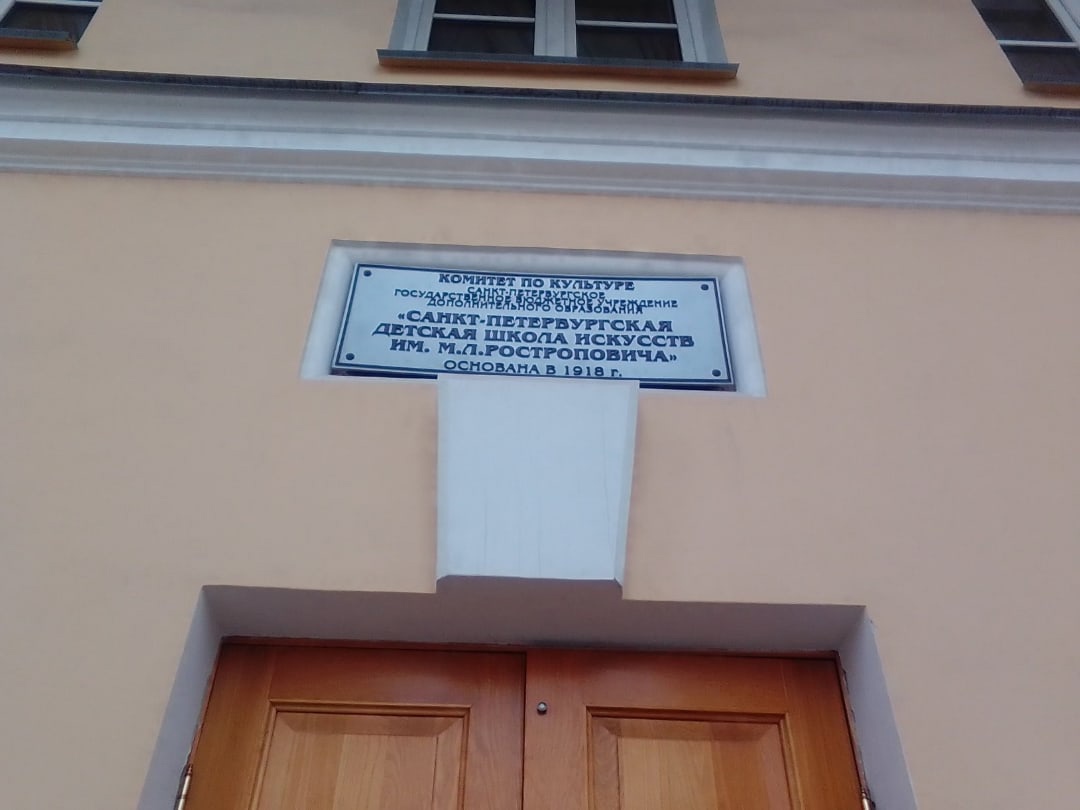 КОМИТЕТ ПО КУЛЬТУРЕ
САНКТ-ПЕТЕРБУРГСКОЕ
ГОСУДАРСТВЕННОЕ БЮДЖЕТНОЕ УЧРЕЖДЕНИЕ
ДОПОЛНИТЕЛЬНОГО ОБРАЗОВАНИЯ
«САНКТ-ПЕТЕРБУРГСКАЯ
ДЕТСКАЯ ШКОЛА ИСКУССТВ
ИМ. М.Л.РОСТРОПОВИЧА»
ОСНОВАНА В 1918 г.